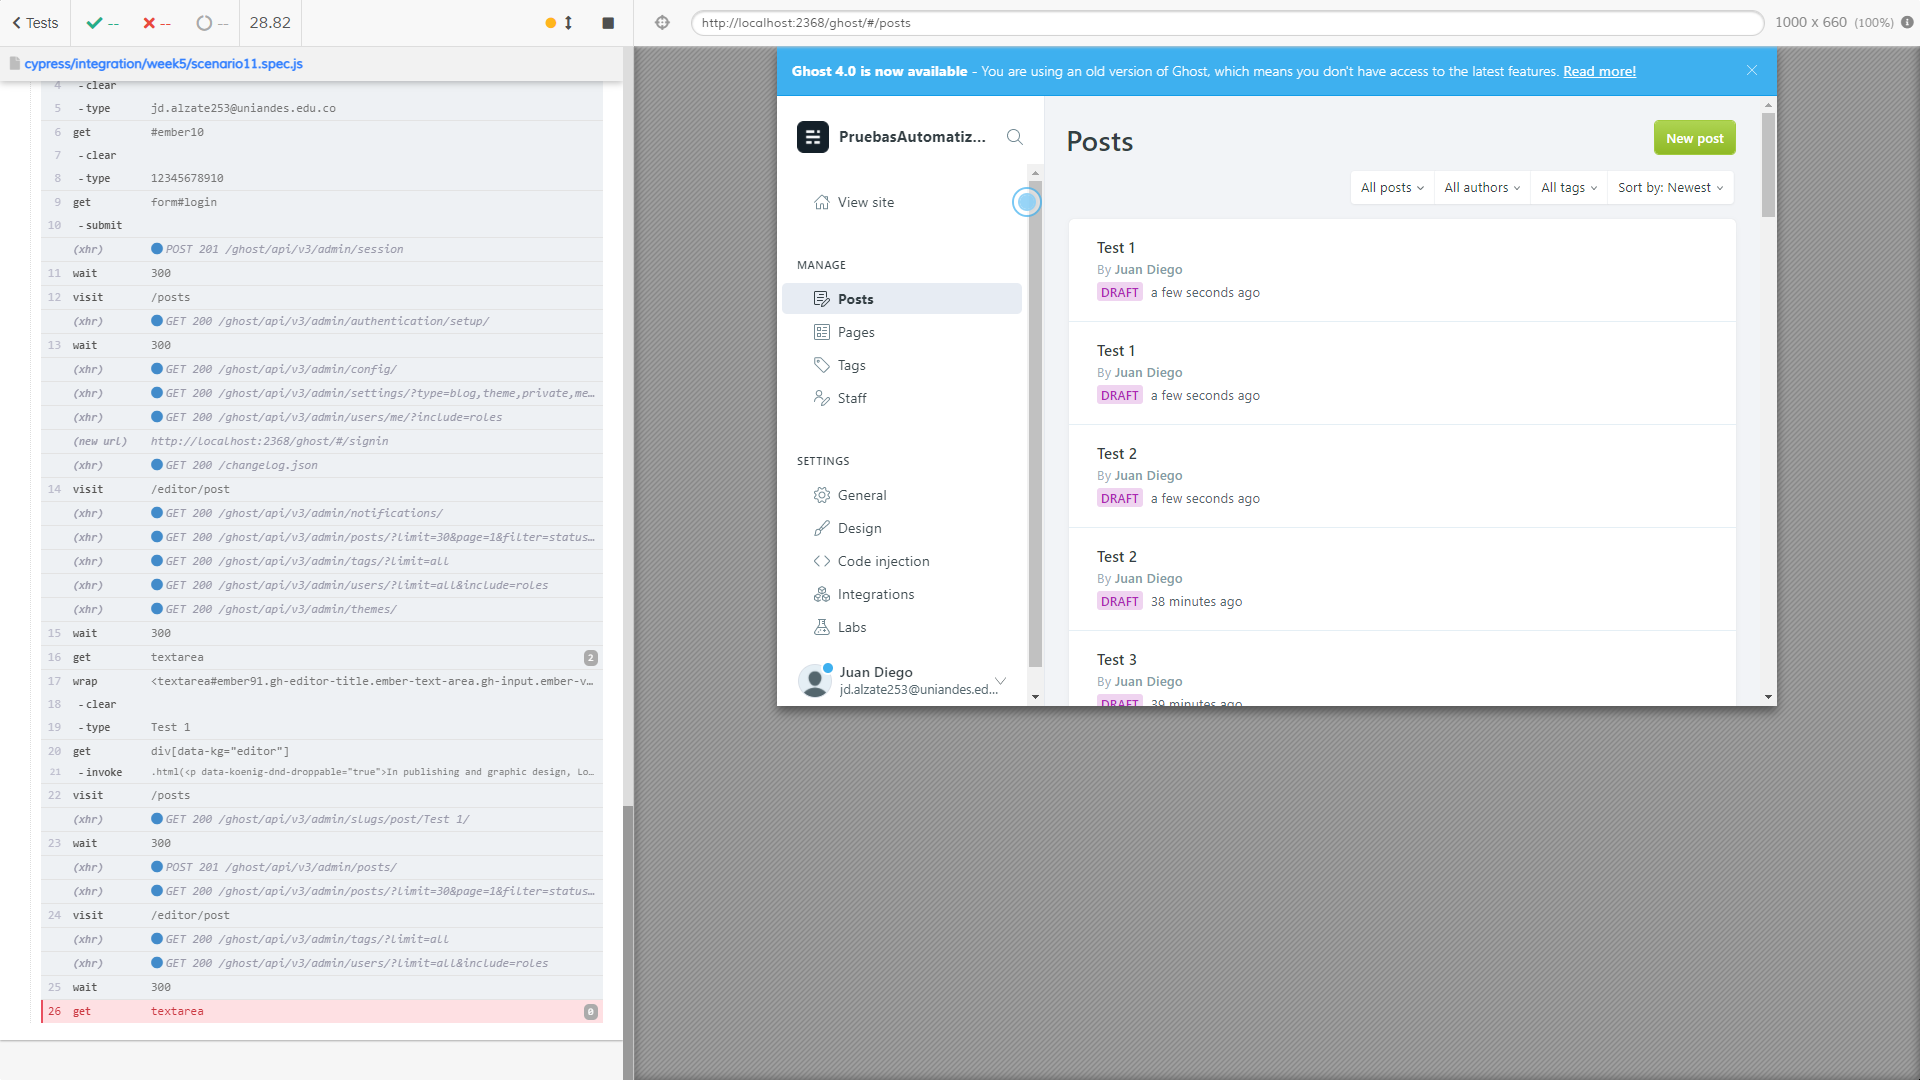 Tests
--
--
--
28.82
http://localhost:2368/ghost/#/posts
1000 x 660 (100%)
cypress/integration/week5/scenario11.spec.js
4 -clear
5 -type jd.alzate253@uniandes.edu.co
6 get #ember10
7 -clear
8 -type 12345678910
9 get form#login
10 -submit
(xhr) POST 201 /ghost/api/v3/admin/session
11 wait 300
12 visit /posts
(xhr) GET 200 /ghost/api/v3/admin/authentication/setup/
13 wait 300
(xhr) GET 200 /ghost/api/v3/admin/config/
(xhr) GET 200 /ghost/api/v3/admin/settings/?type=blog,theme,private,me…
(xhr) GET 200 /ghost/api/v3/admin/users/me/?include=roles
(new url) http://localhost:2368/ghost/#/signin
(xhr) GET 200 /changelog.json
14 visit /editor/post
(xhr) GET 200 /ghost/api/v3/admin/notifications/
(xhr) GET 200 /ghost/api/v3/admin/posts/?limit=30&page=1&filter=status…
(xhr) GET 200 /ghost/api/v3/admin/tags/?limit=all
(xhr) GET 200 /ghost/api/v3/admin/users/?limit=all&include=roles
(xhr) GET 200 /ghost/api/v3/admin/themes/
15 wait 300
16 get textarea 2
17 wrap <textarea#ember91.gh-editor-title.ember-text-area.gh-input.ember-v…
18 -clear
19 -type Test 1
20 get div[data-kg="editor"]
21 -invoke .html(<p data-koenig-dnd-droppable="true">In publishing and graphic design, Lo…
22 visit /posts
(xhr) GET 200 /ghost/api/v3/admin/slugs/post/Test 1/
23 wait 300
(xhr) POST 201 /ghost/api/v3/admin/posts/
(xhr) GET 200 /ghost/api/v3/admin/posts/?limit=30&page=1&filter=status…
24 visit /editor/post
(xhr) GET 200 /ghost/api/v3/admin/tags/?limit=all
(xhr) GET 200 /ghost/api/v3/admin/users/?limit=all&include=roles
25 wait 300
26 get textarea 0
Ghost 4.0 is now available - You are using an old version of Ghost, which means you don't have access to the latest features. Read more!
PruebasAutomatiz...
View site
MANAGE
Posts
Pages
Tags
Staff
SETTINGS
General
Design
Code injection
Integrations
Labs
Juan Diego
jd.alzate253@uniandes.ed...
Posts
New post
All posts
All authors
All tags
Sort by: Newest
Test 1
By Juan Diego
DRAFT a few seconds ago
Test 1
By Juan Diego
DRAFT a few seconds ago
Test 2
By Juan Diego
DRAFT a few seconds ago
Test 2
By Juan Diego
DRAFT 38 minutes ago
Test 3
By Juan Diego
DRAFT 39 minutes ago